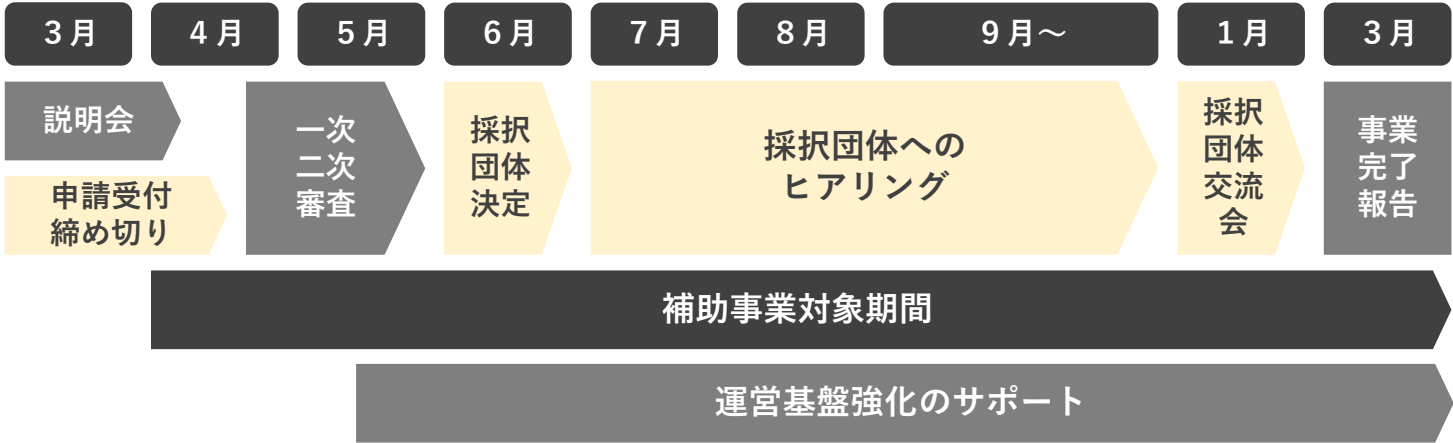 3月
4月
5月
6月
7月
8月
9月～
1月
3月
説明会
申請受付
締め切り
一次
二次
審査
採択
団体
決定
採択団体への
ヒアリング
採択
団体
交流
会
事業
完了
報告
補助事業対象期間
運営基盤強化のサポート